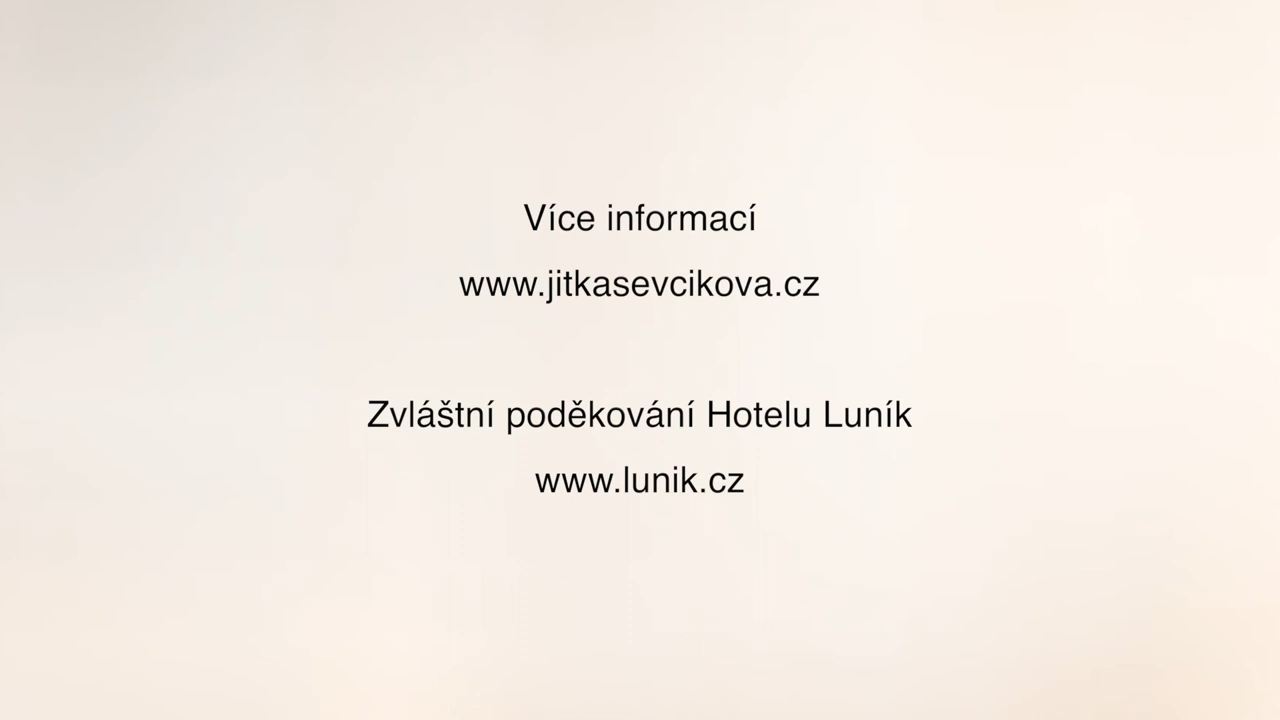 Více informací
www.jitkasevcikova.cz
Zvláštní poděkování Hotelu Luník
www.lunik.cz